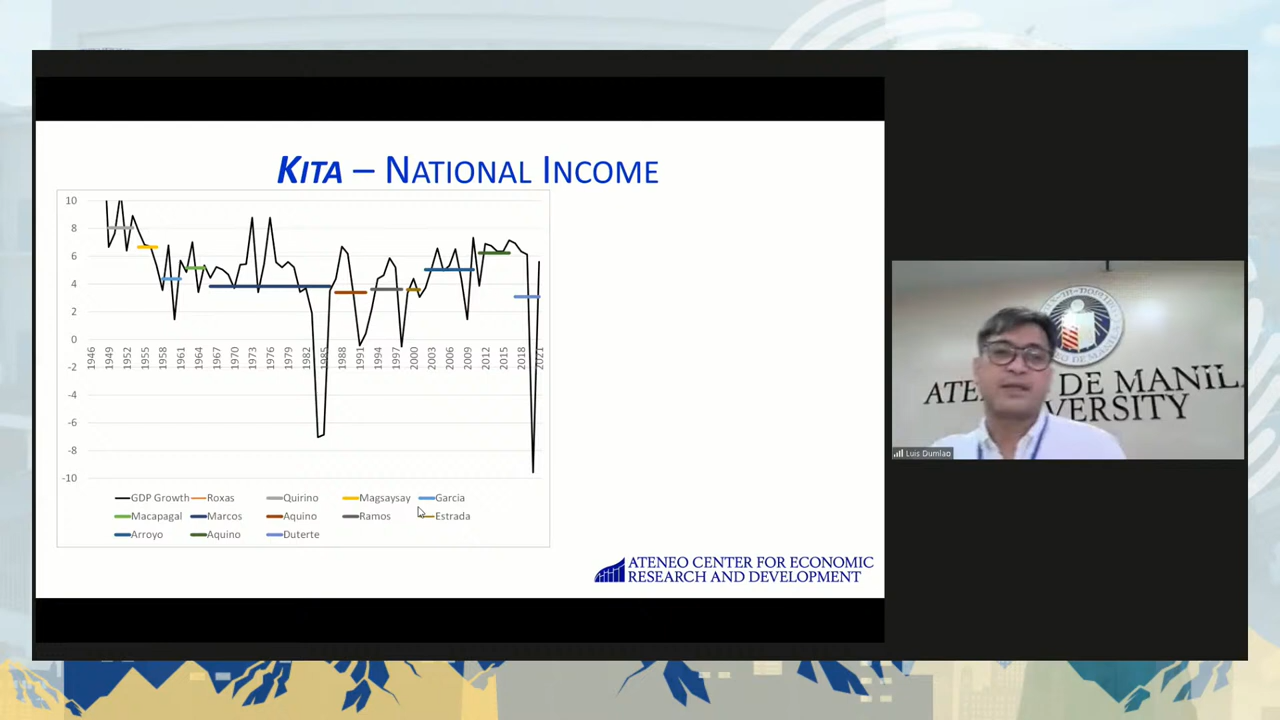 KITA – NATIONAL INCOME
10
8
6
4
2
0
-2
-4
-6
-8
-10
1946 1949 1952 1955 1958 1961 1964 1967 1970 1973 1976 1979 1982 1985 1988 1991 1994 1997 2000 2003 2006 2009 2012 2015 2018 2021
GDP Growth Roxas Quirino Magsaysay Garcia
Macapagal Marcos Aquino Ramos Estrada
Arroyo Aquino Duterte
ATENEO CENTER FOR ECONOMIC
RESEARCH AND DEVELOPMENT
DE MANIL
VERSITY
Luis Dumlao